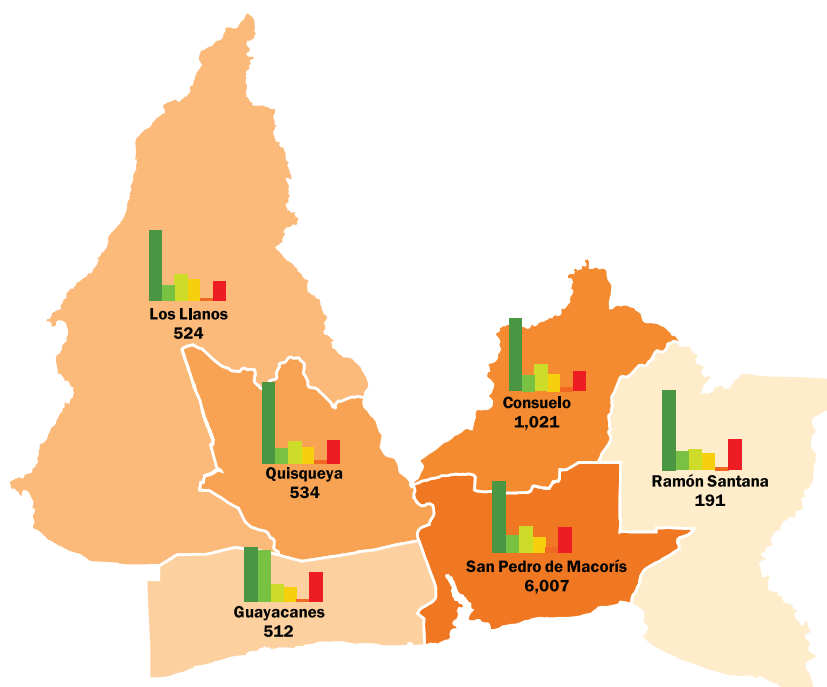 Los Llanos
524
Consuelo
1,021
Quisqueya
534
Ramón Santana
191
San Pedro de Macorís
6,007
Guayacanes
512